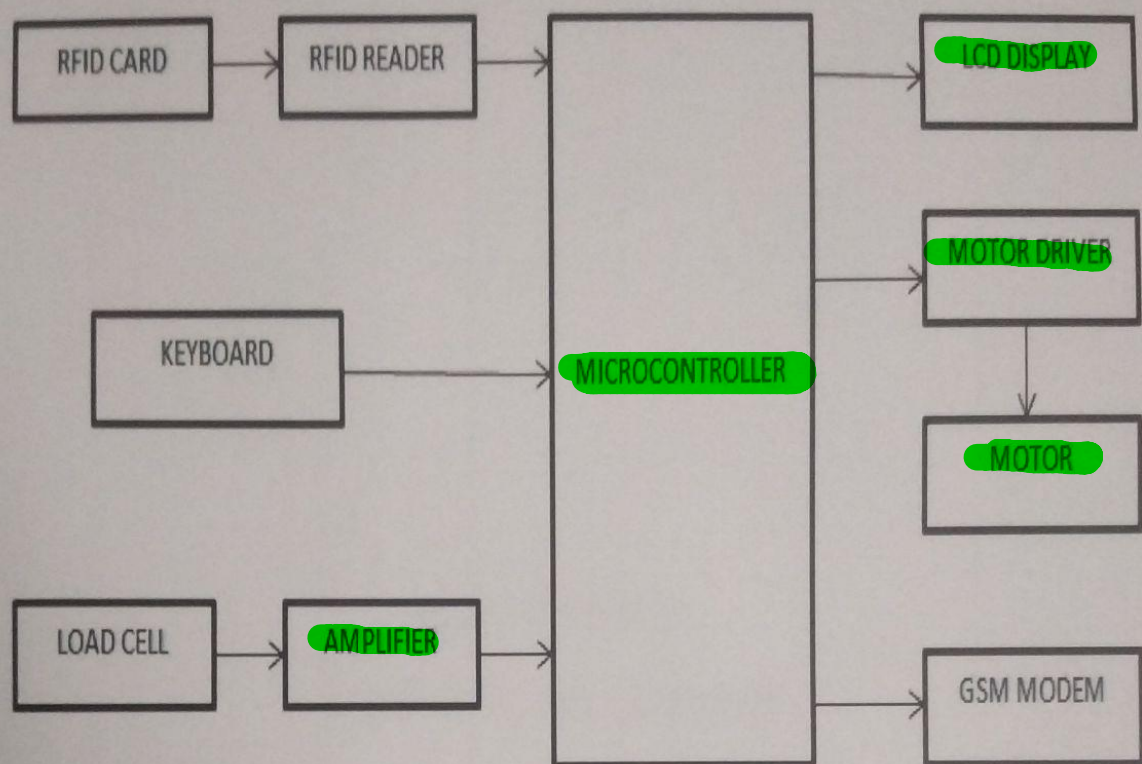 RFID CARD
RFID READER
LCD DISPLAY
MOTOR DRIVER
KEYBOARD
MICROCONTROLLER
MOTOR
LOAD CELL
AMPLIFIER
GSM MODEM